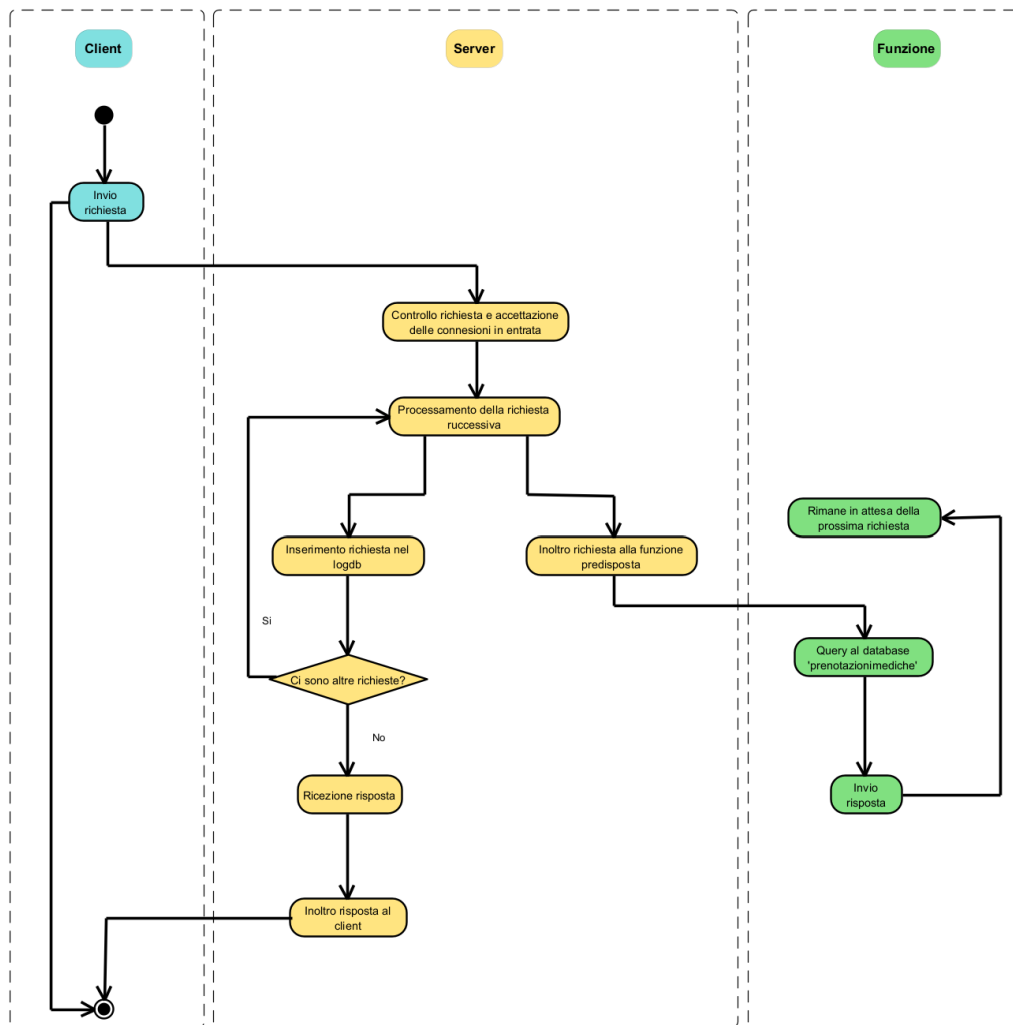 Client
Server
Funzione
Invio
richiesta
Controllo richiesta e accettazione
delle connesioni in entrata
Processamento della richiesta
ruccessiva
Rimane in attesa della
prossima richiesta
Inserimento richiesta nel
logdb
Inoltro richiesta alla funzione
predisposta
Si
Query al database
'prenotazionimediche'
Ci sono altre richieste?
No
Ricezione risposta
Invio
risposta
Inoltro risposta al
client